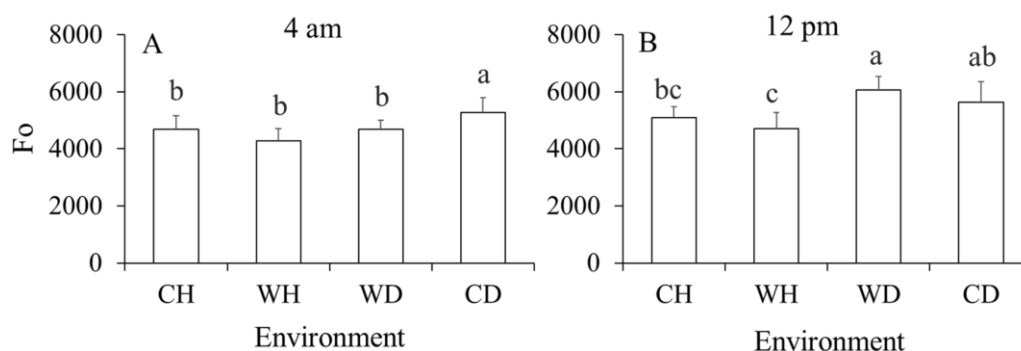 A 4 am
8000
6000
4000
2000
0
Fo
b b b a
CH WH WD CD
Environment
B 12 pm
8000
6000
4000
2000
0
bc c a ab
CH WH WD CD
Environment